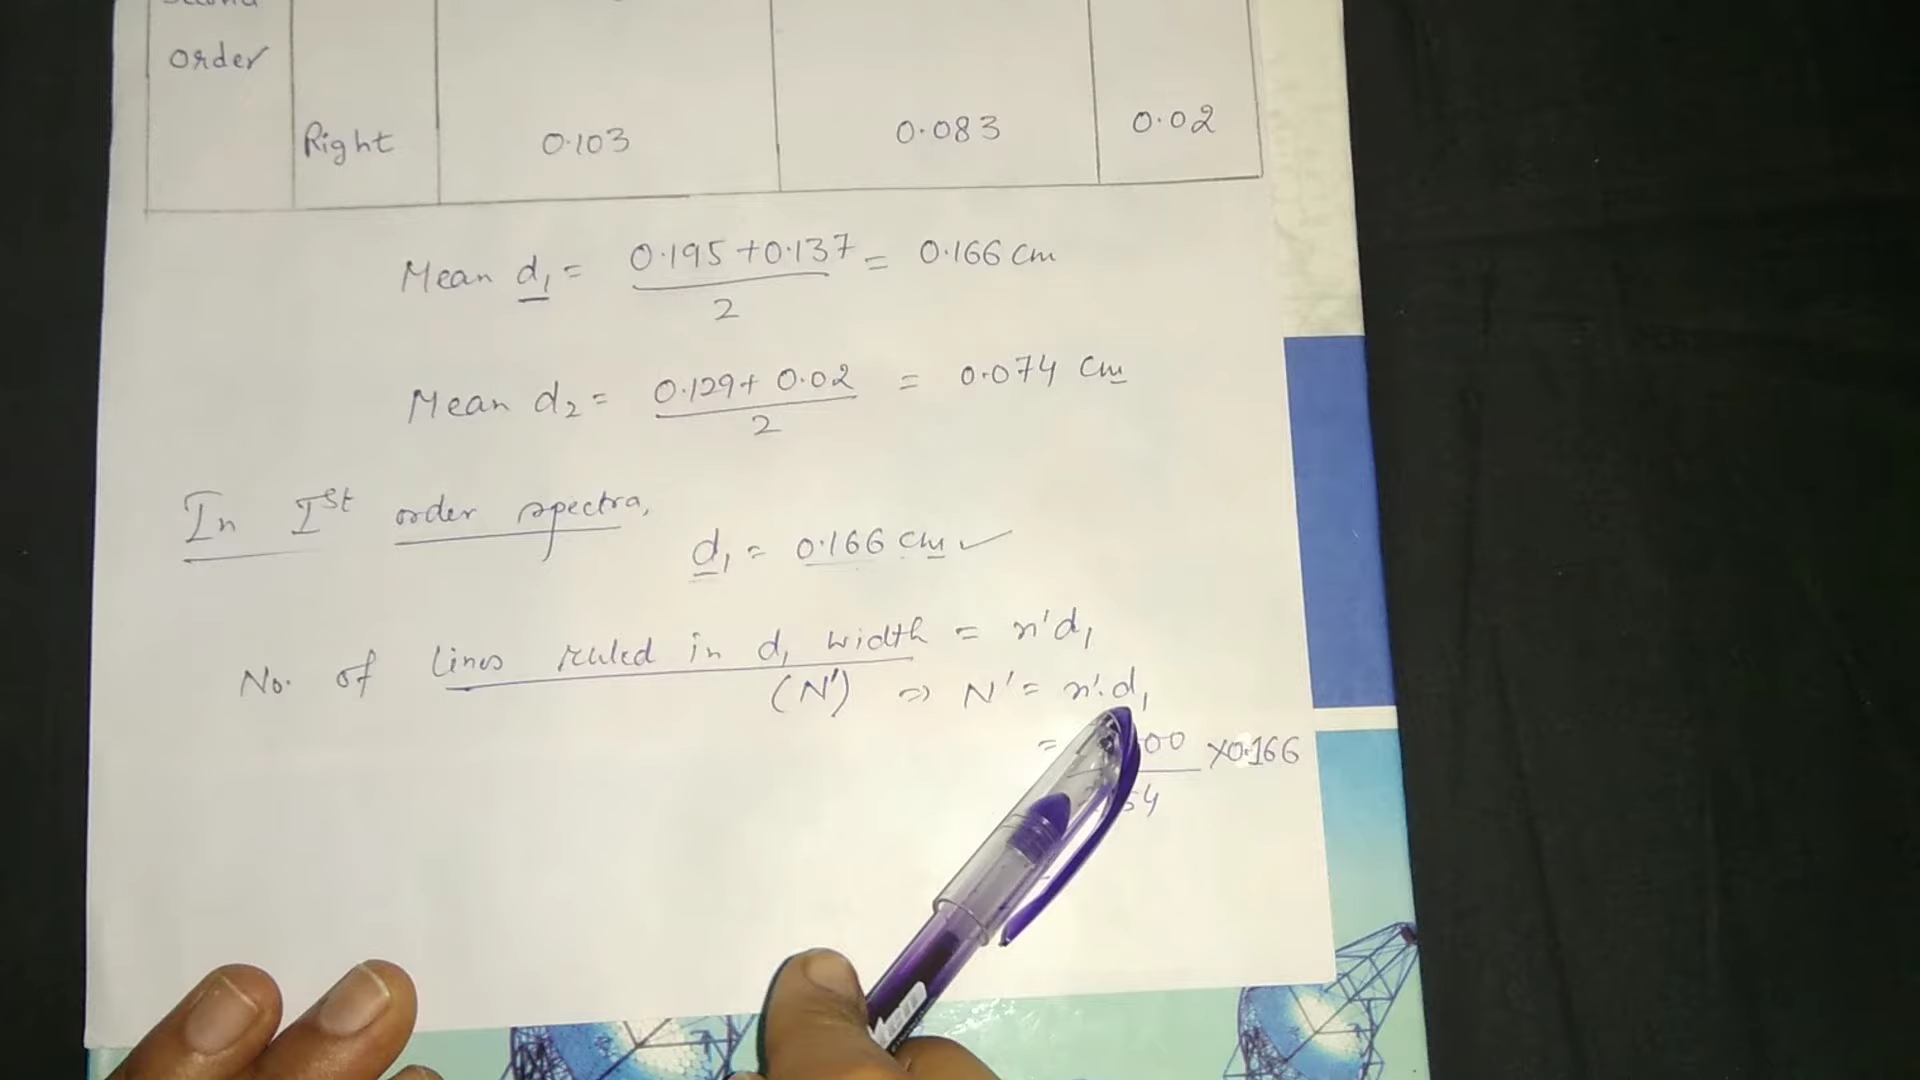 order
Right 0.103 0.083 0.02
Mean d₁ = 0.195 + 0.137 / 2 = 0.166 cm
Mean d₂ = 0.129 + 0.02 / 2 = 0.074 cm
In Iˢᵗ order spectra,
d₁ = 0.166 cm ✓
No. of lines ruled in d₁ width = n'd₁
(N') => N' = n'.d₁
= 00 × 0.166
54